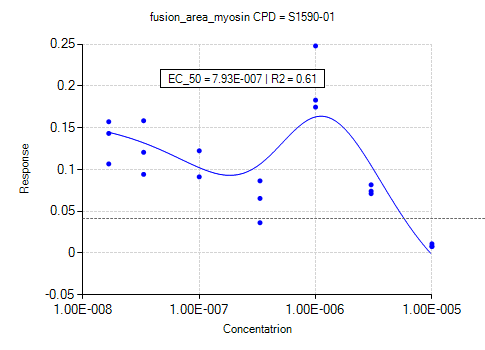 fusion_area_myosin CPD = S1590-01
0.25
EC_50 = 7.93E-007 | R2 = 0.61
0.2
0.15
0.1
0.05
0
-0.05
Response
1.00E-008 1.00E-007 1.00E-006 1.00E-005
Concentatrion